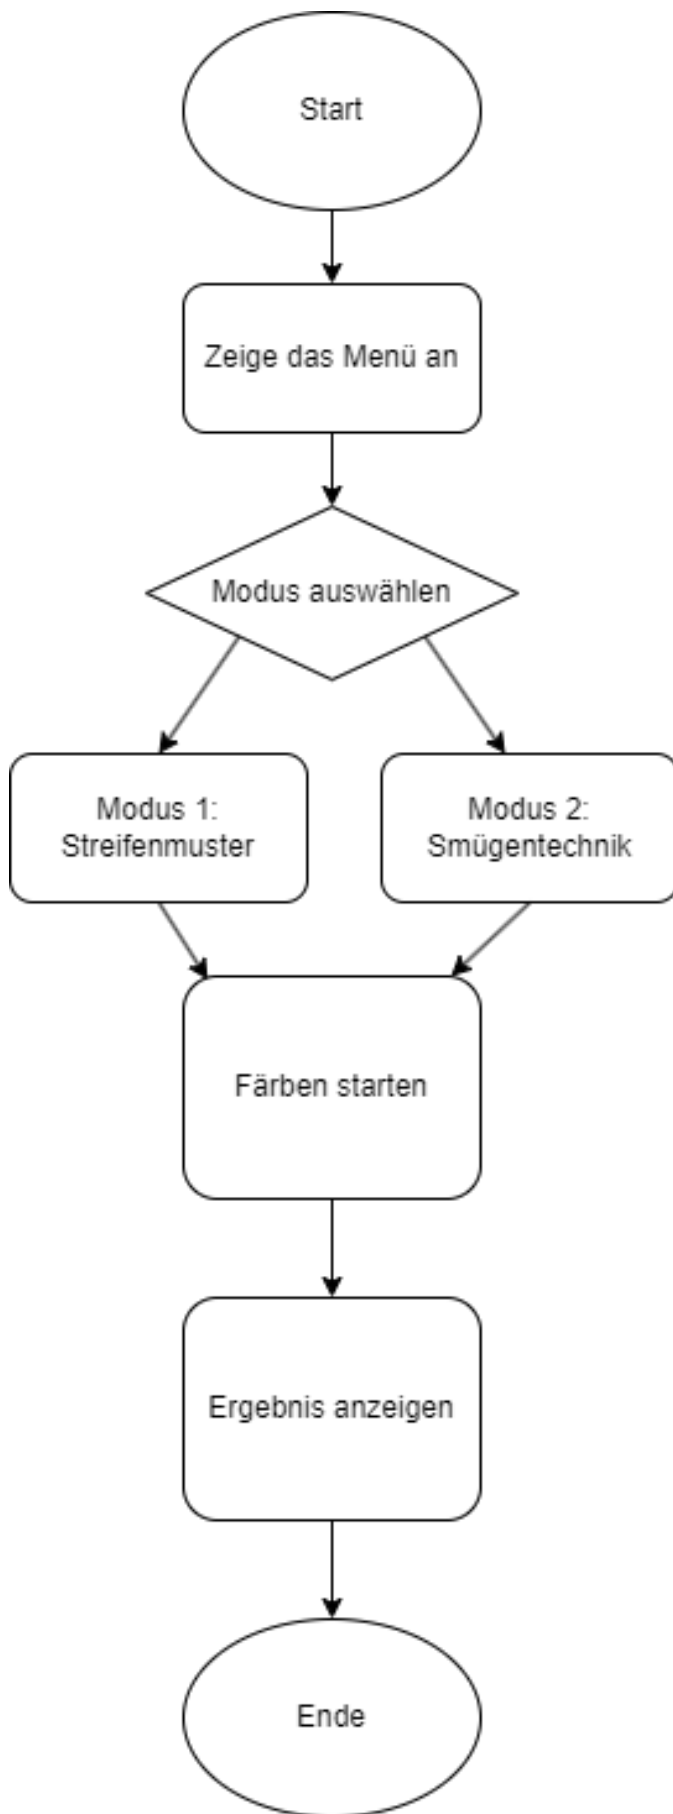 Start
Zeige das Menü an
Modus auswählen
Modus 1:
Streifenmuster
Modus 2:
Smügentechnik
Färben starten
Ergebnis anzeigen
Ende